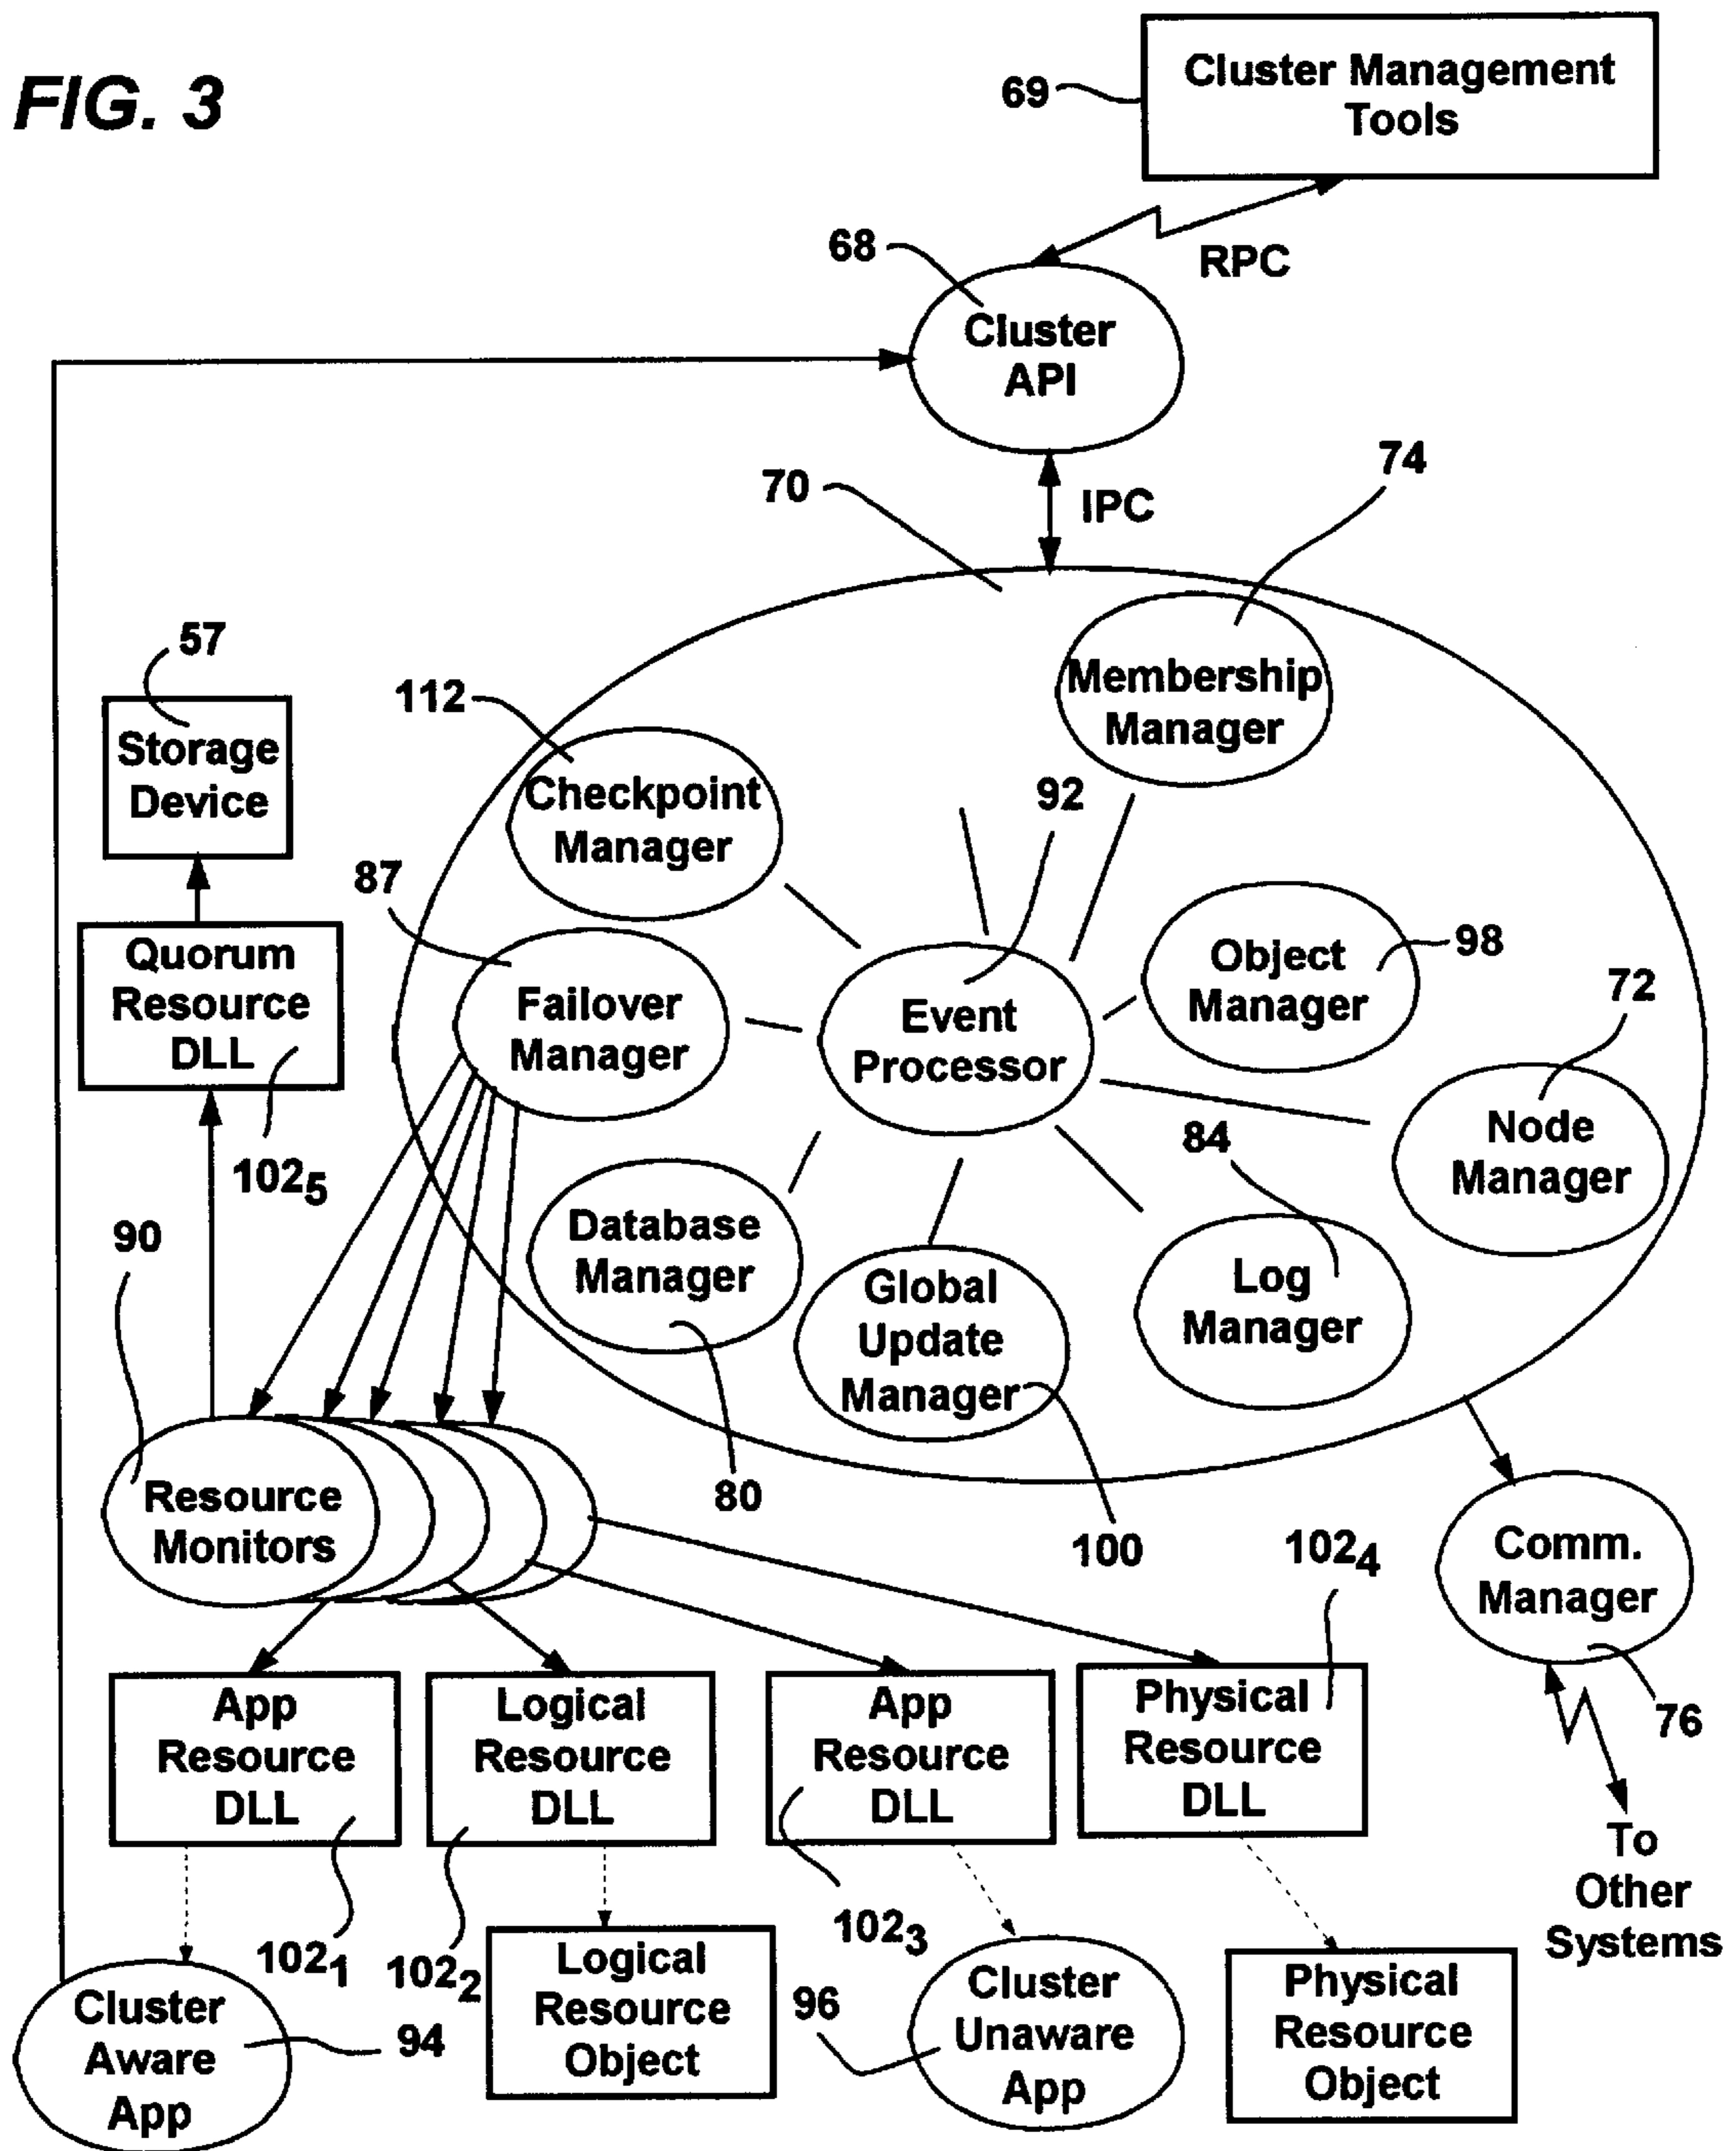 FIG. 3
69
Cluster Management
Tools
68
RPC
Cluster
API
70
IPC
74
57
Storage
Device
112
Membership
Manager
Checkpoint
Manager
92
87
Quorum
Resource
DLL
Failover
Manager
Event
Processor
Object
Manager
98
72
102₅
Node
Manager
84
90
Database
Manager
Global
Update
Manager
Log
Manager
80
100
Resource
Monitors
102₄
Comm.
Manager
76
App
Resource
DLL
Logical
Resource
DLL
App
Resource
DLL
Physical
Resource
DLL
To
Other
Systems
102₁
102₂
102₃
Cluster
Aware
App
94
Logical
Resource
Object
96
Cluster
Unaware
App
Physical
Resource
Object